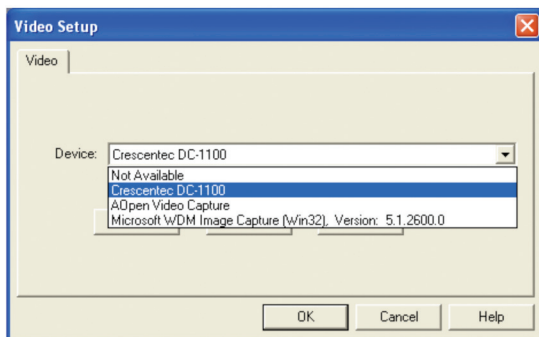 Video Setup
Video
Device: Crescentec DC-1100
Not Available
Crescentec DC-1100
AOpen Video Capture
Microsoft WDM Image Capture (Win32), Version: 5.1.2600.0
OK Cancel Help